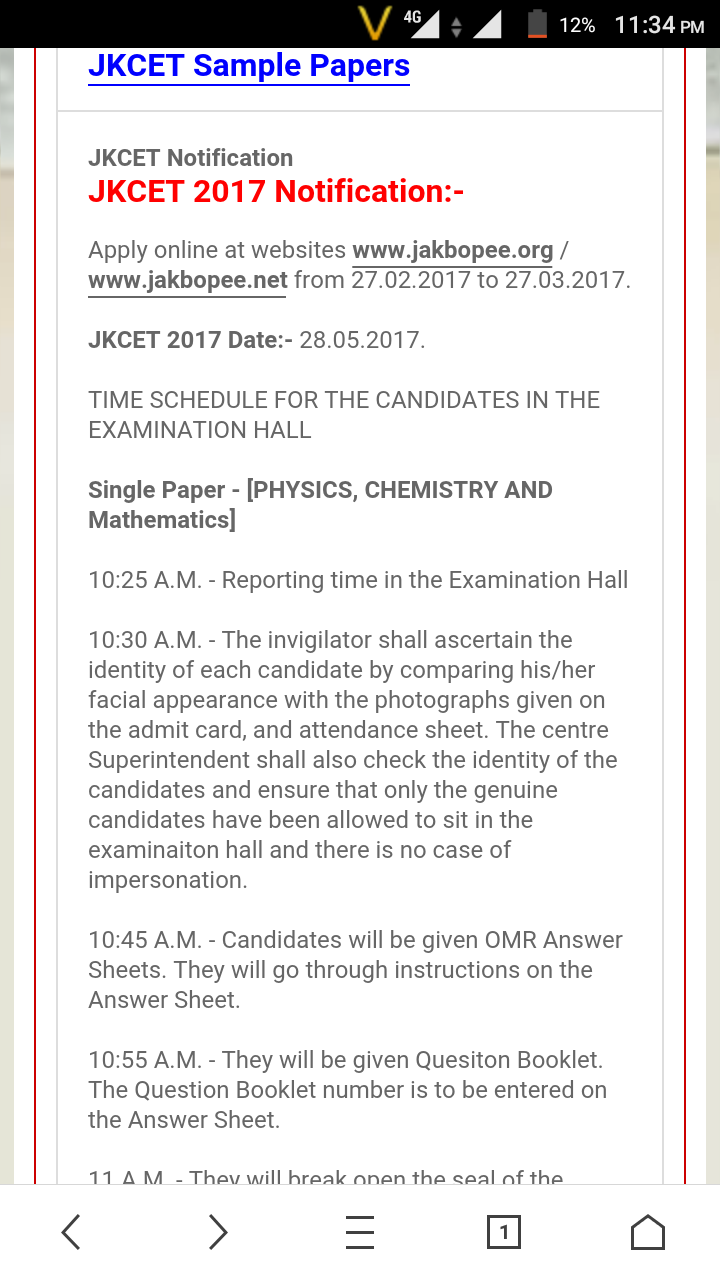 4G 12% 11:34 PM
JKCET Sample Papers
JKCET Notification
JKCET 2017 Notification:-
Apply online at websites www.jakbopee.org /
www.jakbopee.net from 27.02.2017 to 27.03.2017.
JKCET 2017 Date:- 28.05.2017.
TIME SCHEDULE FOR THE CANDIDATES IN THE
EXAMINATION HALL
Single Paper - [PHYSICS, CHEMISTRY AND
Mathematics]
10:25 A.M. - Reporting time in the Examination Hall
10:30 A.M. - The invigilator shall ascertain the
identity of each candidate by comparing his/her
facial appearance with the photographs given on
the admit card, and attendance sheet. The centre
Superintendent shall also check the identity of the
candidates and ensure that only the genuine
candidates have been allowed to sit in the
examinaiton hall and there is no case of
impersonation.
10:45 A.M. - Candidates will be given OMR Answer
Sheets. They will go through instructions on the
Answer Sheet.
10:55 A.M. - They will be given Quesiton Booklet.
The Question Booklet number is to be entered on
the Answer Sheet.
11 A.M. - They will break open the seal of the
1